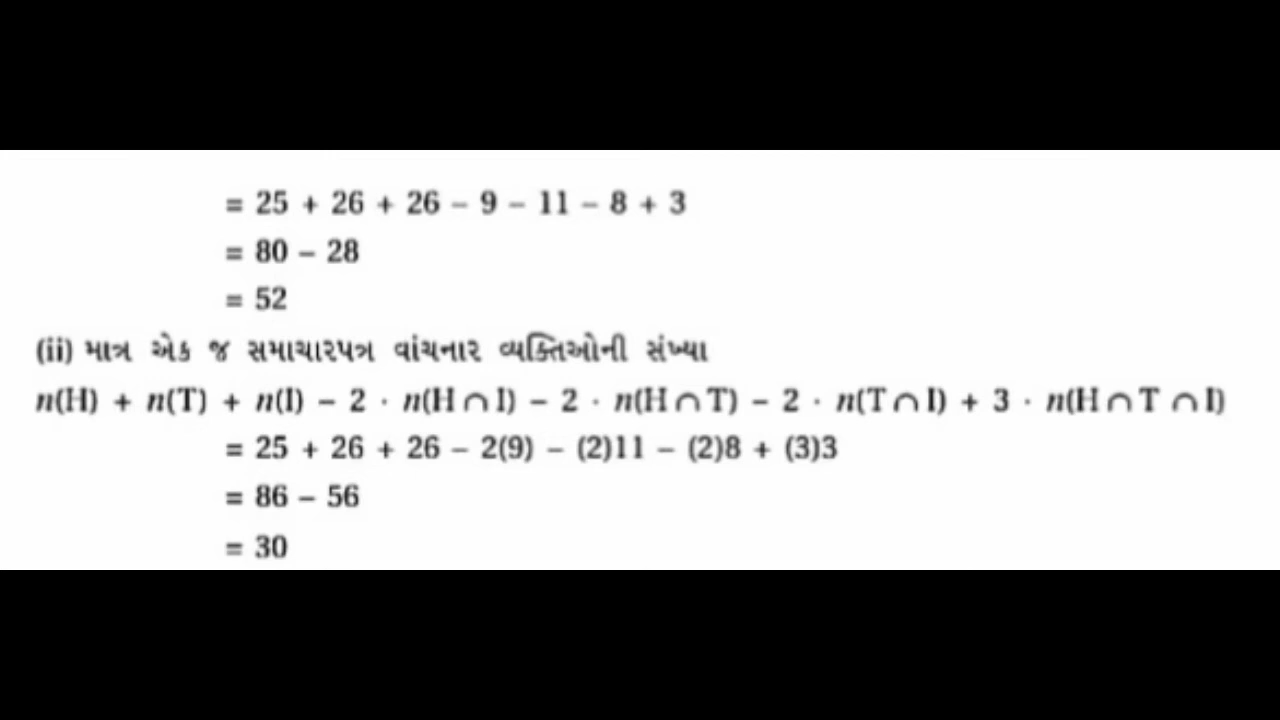 = 25 + 26 + 26 – 9 – 11 – 8 + 3
= 80 – 28
= 52
(ii) માત્ર એક જ સમાચારપત્ર વાંચનાર વ્યક્તિઓની સંખ્યા
n(H) + n(T) + n(I) – 2 · n(H ∩ I) – 2 · n(H ∩ T) – 2 · n(T ∩ I) + 3 · n(H ∩ T ∩ I)
= 25 + 26 + 26 – 2(9) – (2)11 – (2)8 + (3)3
= 86 – 56
= 30